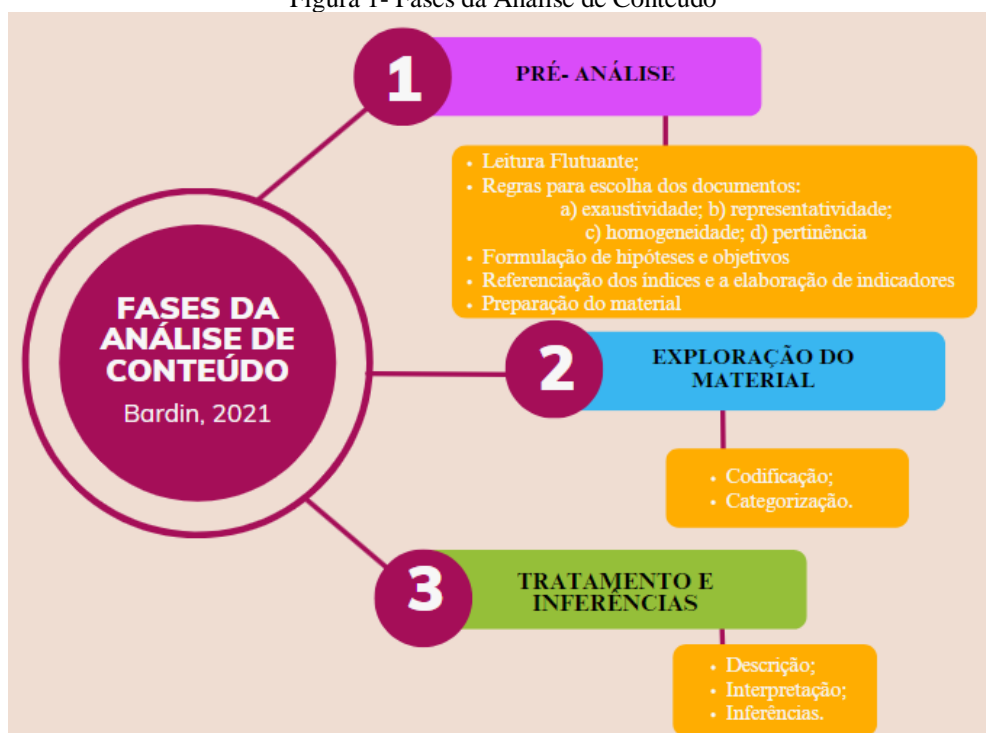 Figura 1- Fases da Análise de Conteúdo
1
PRÉ- ANÁLISE
• Leitura Flutuante;
• Regras para escolha dos documentos:
a) exaustividade; b) representatividade;
c) homogeneidade; d) pertinência
• Formulação de hipóteses e objetivos
• Referenciação dos índices e a elaboração de indicadores
• Preparação do material
FASES DA
ANÁLISE DE
CONTEÚDO
Bardin, 2021
2
EXPLORAÇÃO DO
MATERIAL
• Codificação;
• Categorização.
3
TRATAMENTO E
INFERÊNCIAS
• Descrição;
• Interpretação;
• Inferências.